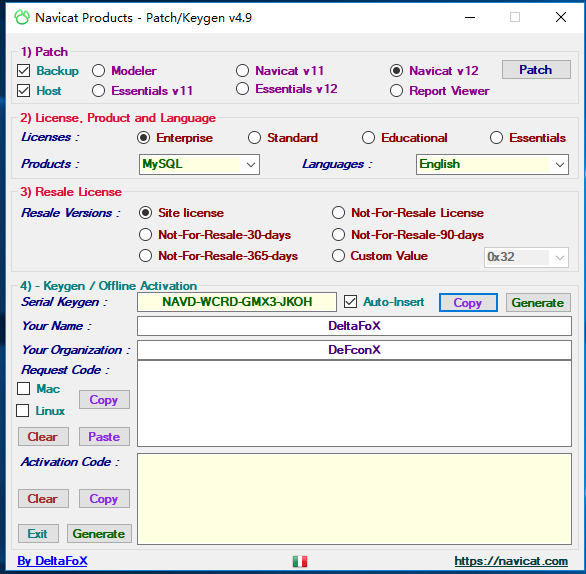 Navicat Products - Patch/Keygen v4.9
1) Patch
Backup Modeler Navicat v11 Navicat v12 Patch
Host Essentials v11 Essentials v12 Report Viewer
2) License, Product and Language
Licenses : Enterprise Standard Educational Essentials
Products : MySQL Languages : English
3) Resale License
Resale Versions : Site license Not-For-Resale License
Not-For-Resale-30-days Not-For-Resale-90-days
Not-For-Resale-365-days Custom Value 0x32
4) - Keygen / Offline Activation
Serial Keygen : NAVD-WCRD-GMX3-JKOH Auto-Insert Copy Generate
Your Name : DeltaFoX
Your Organization : DeFconX
Request Code :
Mac
Copy
Linux
Clear Paste
Activation Code :
Clear Copy
Exit Generate
By DeltaFoX https://navicat.com